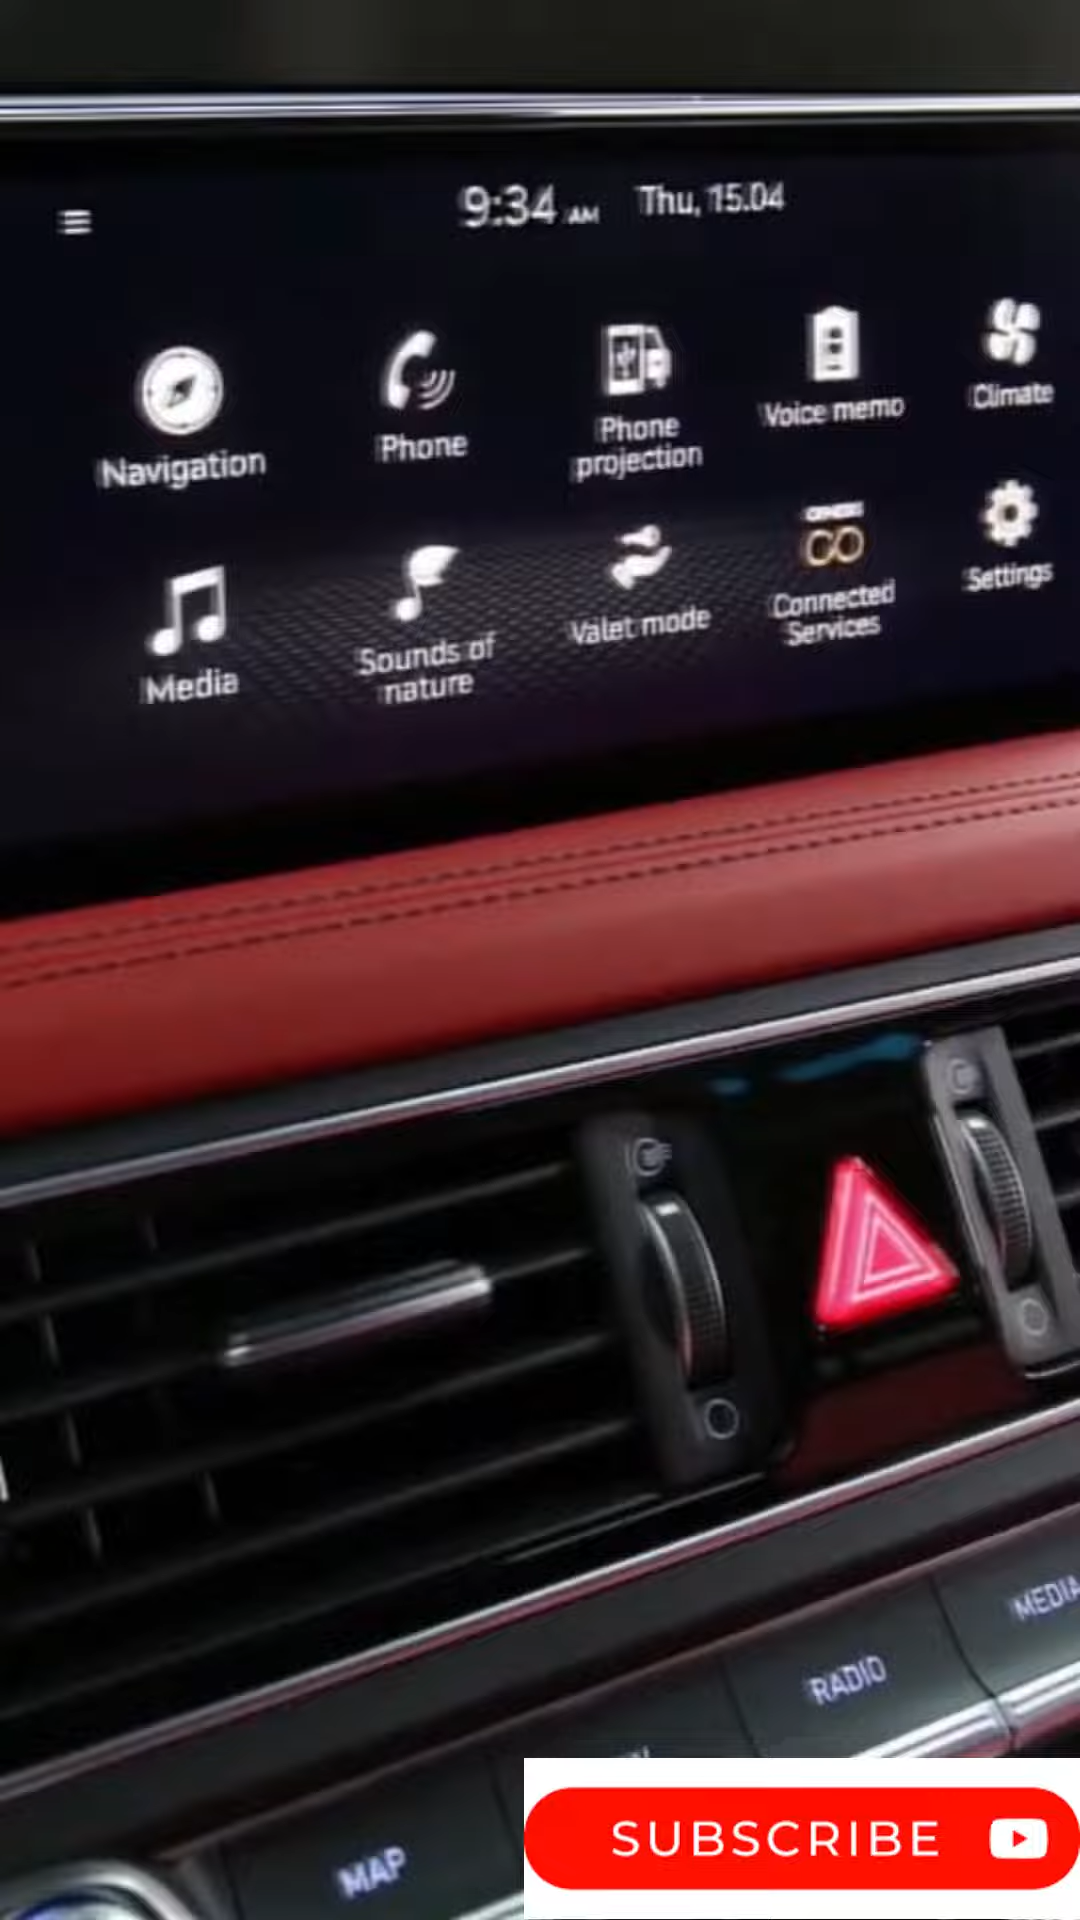 9:34 AM Thu, 15.04
Navigation
Phone
Phone
projection
Voice memo
Climate
Media
Sounds of
nature
Valet mode
GENESIS
Connected
Services
Settings
MEDIA
RADIO
MAP
SUBSCRIBE